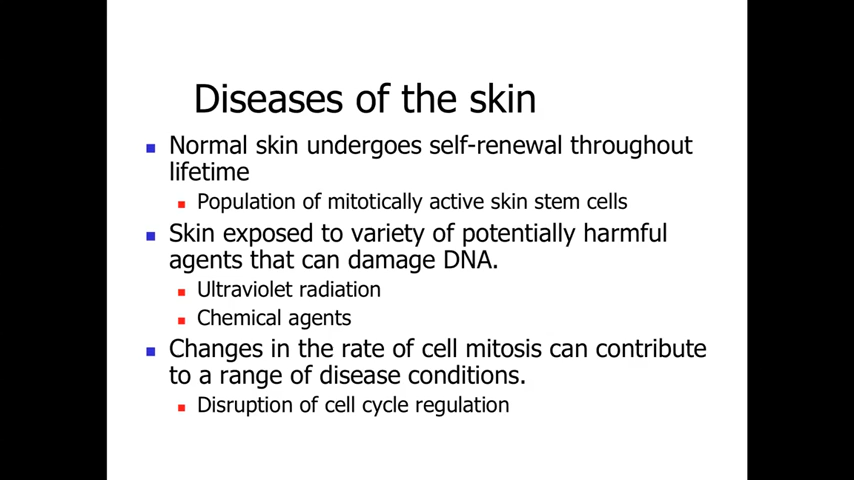 Diseases of the skin
Normal skin undergoes self-renewal throughout
lifetime
Population of mitotically active skin stem cells
Skin exposed to variety of potentially harmful
agents that can damage DNA.
Ultraviolet radiation
Chemical agents
Changes in the rate of cell mitosis can contribute
to a range of disease conditions.
Disruption of cell cycle regulation